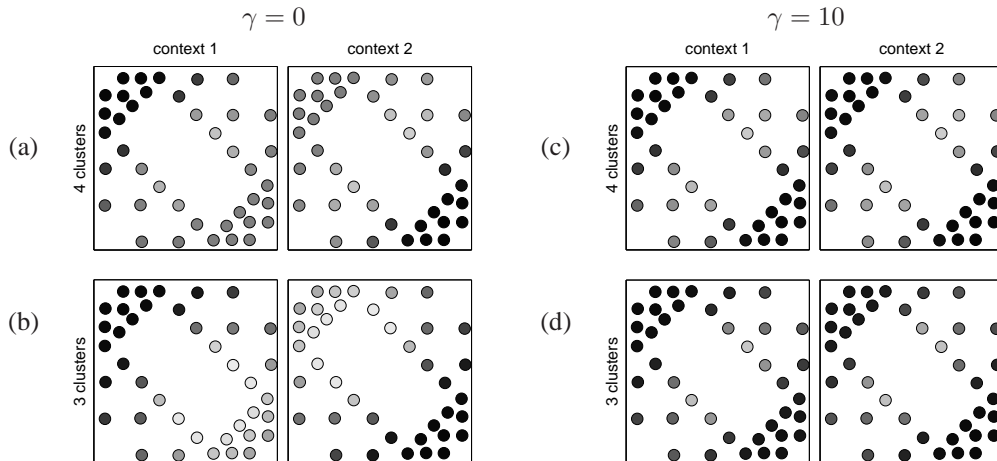 γ = 0
γ = 10
context 1
context 2
context 1
context 2
(a)
4 clusters
(c)
4 clusters
(b)
3 clusters
(d)
3 clusters